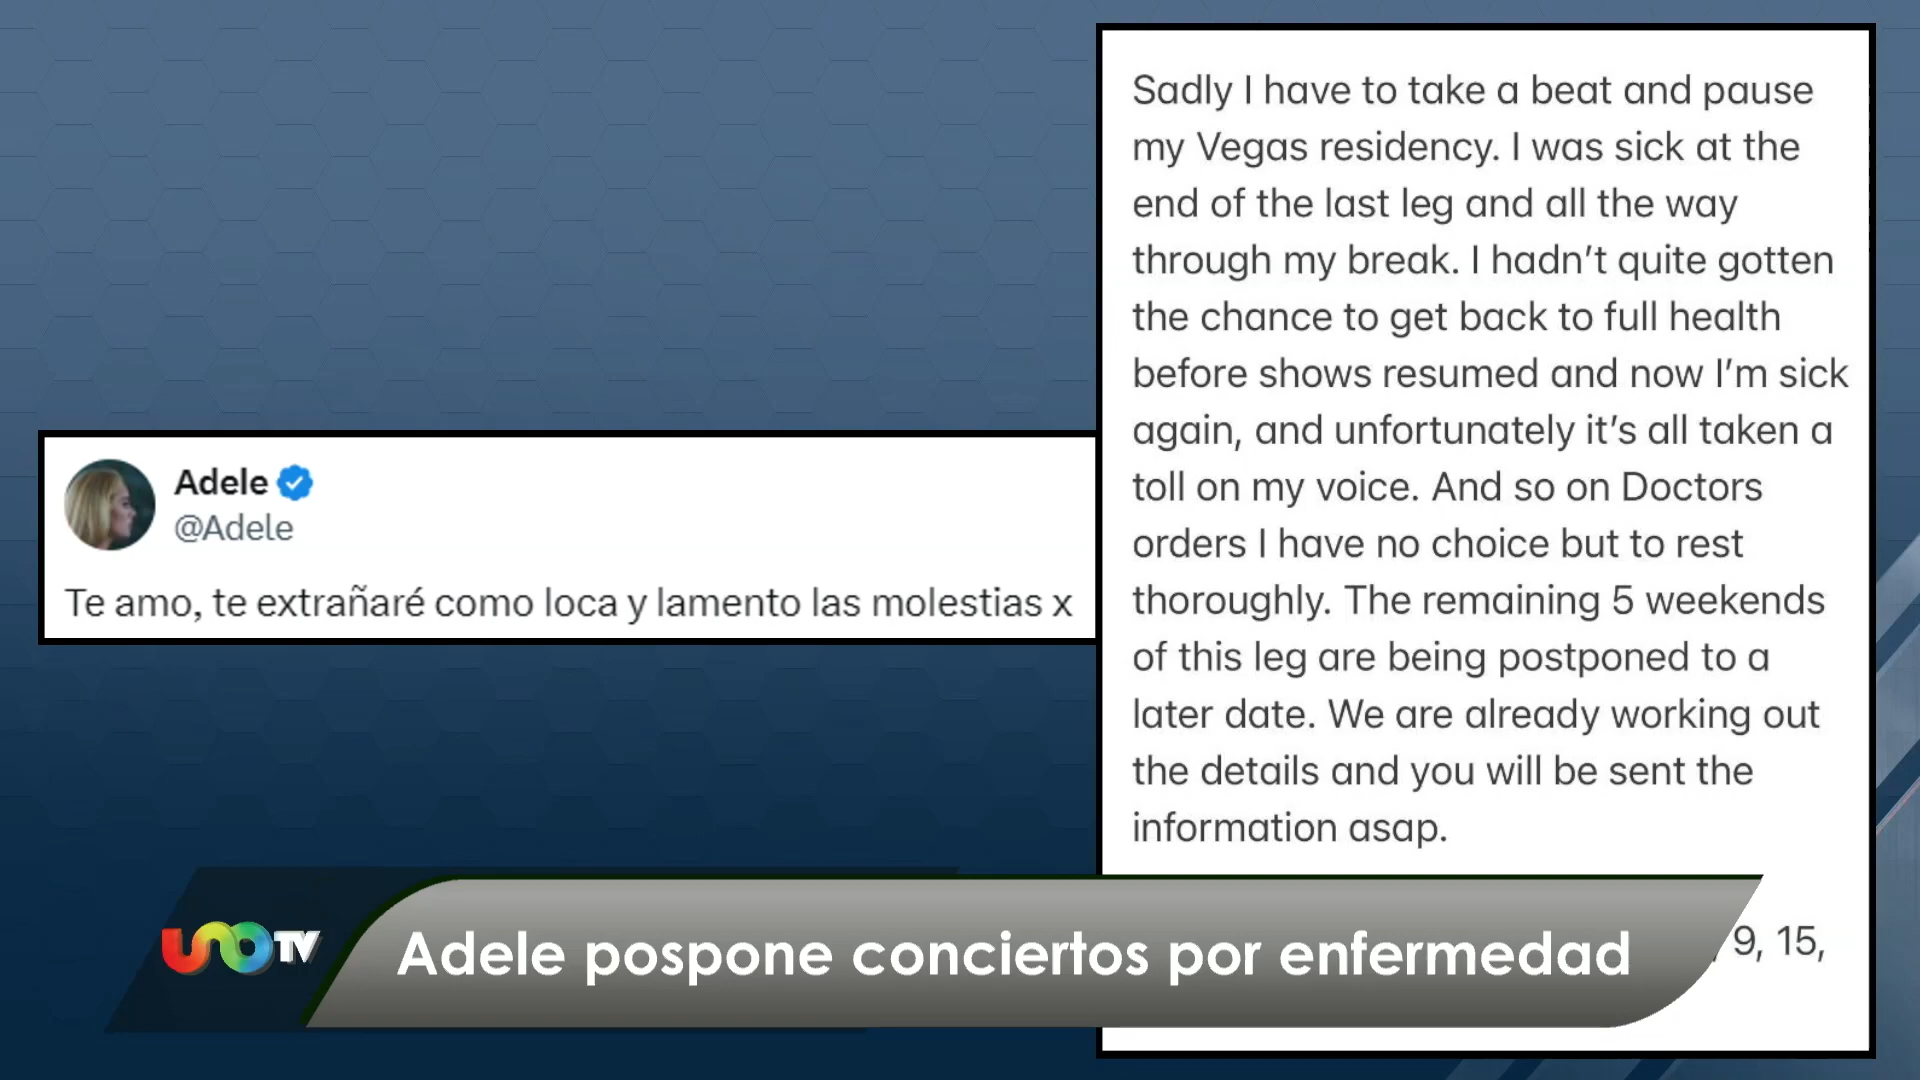 Adele
@Adele
Te amo, te extrañaré como loca y lamento las molestias x
Sadly I have to take a beat and pause
my Vegas residency. I was sick at the
end of the last leg and all the way
through my break. I hadn't quite gotten
the chance to get back to full health
before shows resumed and now I'm sick
again, and unfortunately it's all taken a
toll on my voice. And so on Doctors
orders I have no choice but to rest
thoroughly. The remaining 5 weekends
of this leg are being postponed to a
later date. We are already working out
the details and you will be sent the
information asap.
9, 15,
UNO TV
Adele pospone conciertos por enfermedad